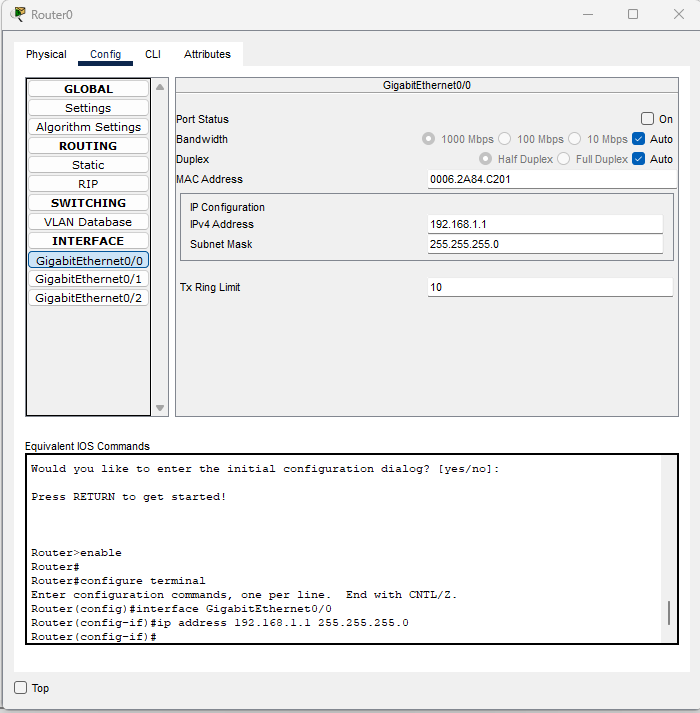 Router0
Physical Config CLI Attributes
GLOBAL
Settings
Algorithm Settings
ROUTING
Static
RIP
SWITCHING
VLAN Database
INTERFACE
GigabitEthernet0/0
GigabitEthernet0/1
GigabitEthernet0/2
GigabitEthernet0/0
Port Status On
Bandwidth 1000 Mbps 100 Mbps 10 Mbps Auto
Duplex Half Duplex Full Duplex Auto
MAC Address 0006.2A84.C201
IP Configuration
IPv4 Address 192.168.1.1
Subnet Mask 255.255.255.0
Tx Ring Limit 10
Equivalent IOS Commands
Would you like to enter the initial configuration dialog? [yes/no]:
Press RETURN to get started!
Router>enable
Router#
Router#configure terminal
Enter configuration commands, one per line.  End with CNTL/Z.
Router(config)#interface GigabitEthernet0/0
Router(config-if)#ip address 192.168.1.1 255.255.255.0
Router(config-if)#
Top